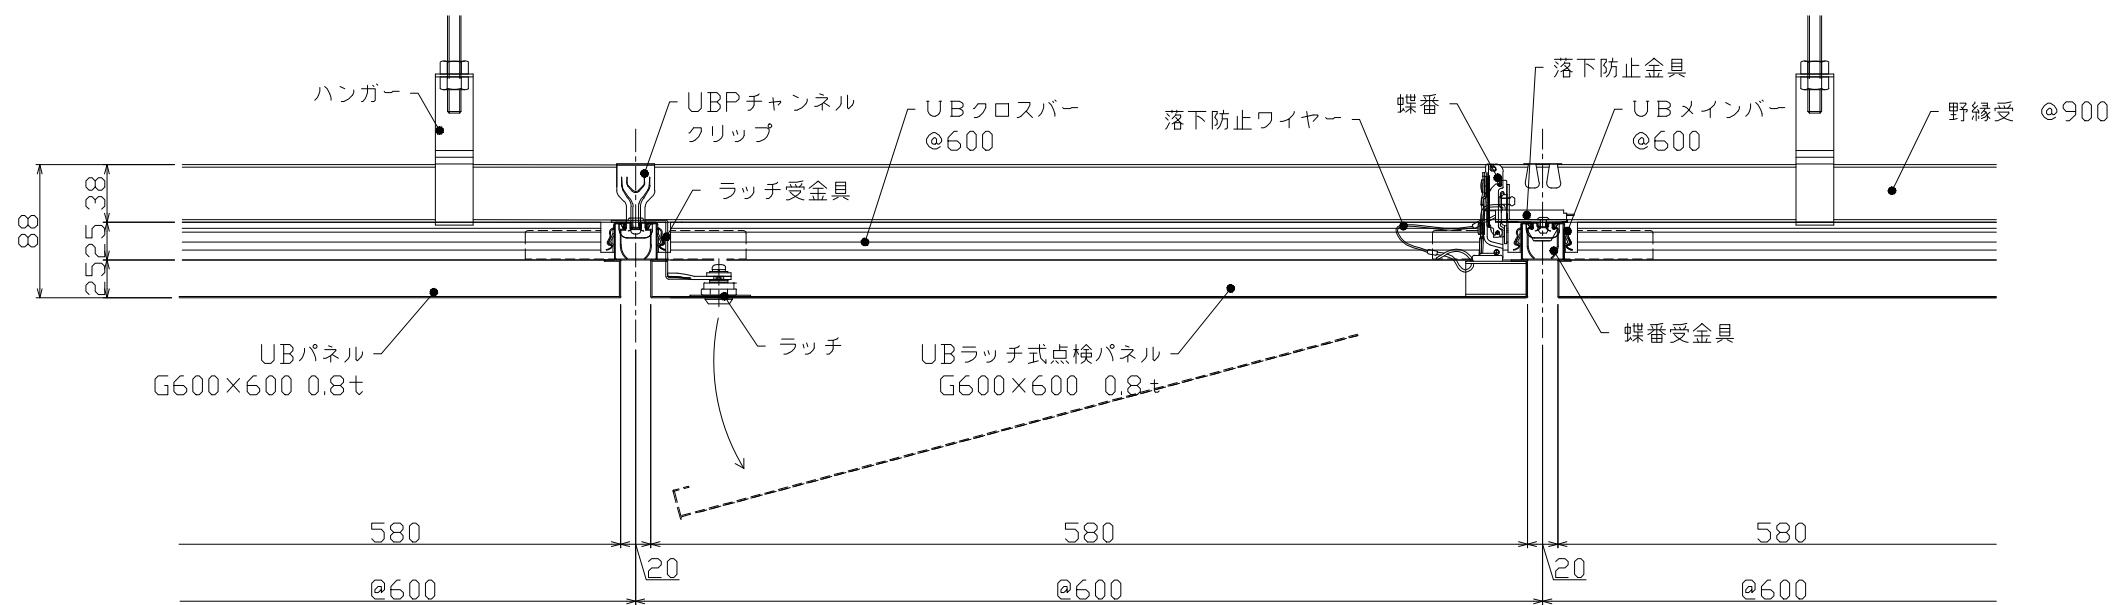 ハンガー
UBPチャンネル
クリップ
UBクロスバー
@600
落下防止ワイヤー
蝶番
落下防止金具
UBメインバー
@600
野縁受 @900
ラッチ受金具
88
38
25
25
UBパネル
G600×600 0.8t
ラッチ
UBラッチ式点検パネル
G600×600 0.8t
蝶番受金具
580
580
580
20
20
@600
@600
@600